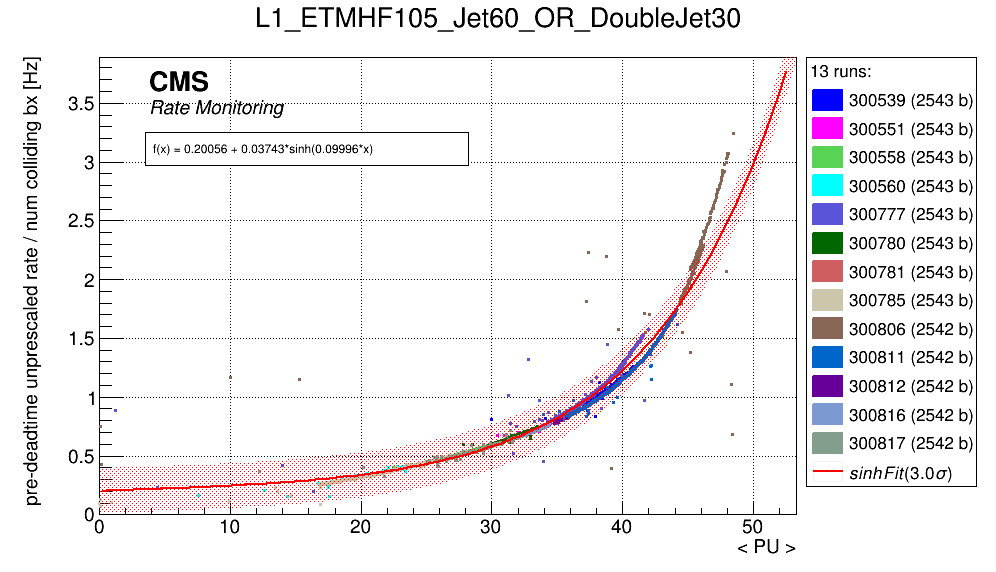 L1_ETMHF105_Jet60_OR_DoubleJet30
pre-deadtime unprescaled rate / num colliding bx [Hz]
CMS
Rate Monitoring
f(x) = 0.20056 + 0.03743*sinh(0.09996*x)
3.5
3
2.5
2
1.5
1
0.5
0
0 10 20 30 40 50
< PU >
13 runs:
300539 (2543 b)
300551 (2543 b)
300558 (2543 b)
300560 (2543 b)
300777 (2543 b)
300780 (2543 b)
300781 (2543 b)
300785 (2543 b)
300806 (2542 b)
300811 (2542 b)
300812 (2542 b)
300816 (2542 b)
300817 (2542 b)
sinhFit(3.0σ)